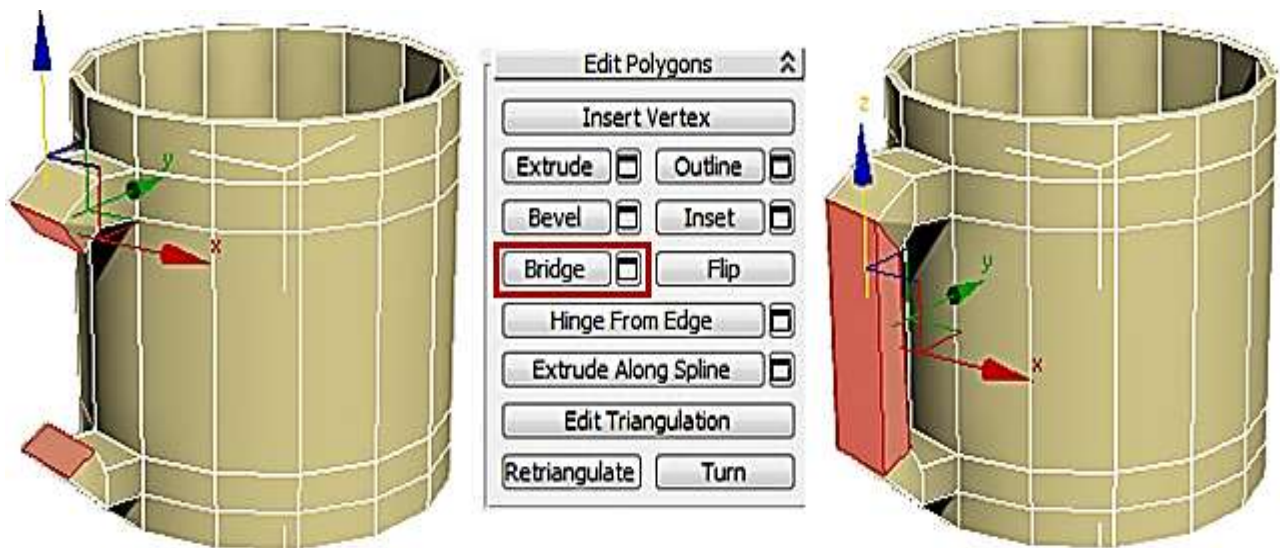 Edit Polygons
Insert Vertex
Extrude Outline
Bevel Inset
Bridge Flip
Hinge From Edge
Extrude Along Spline
Edit Triangulation
Retriangulate Turn
y
x
z
y
x